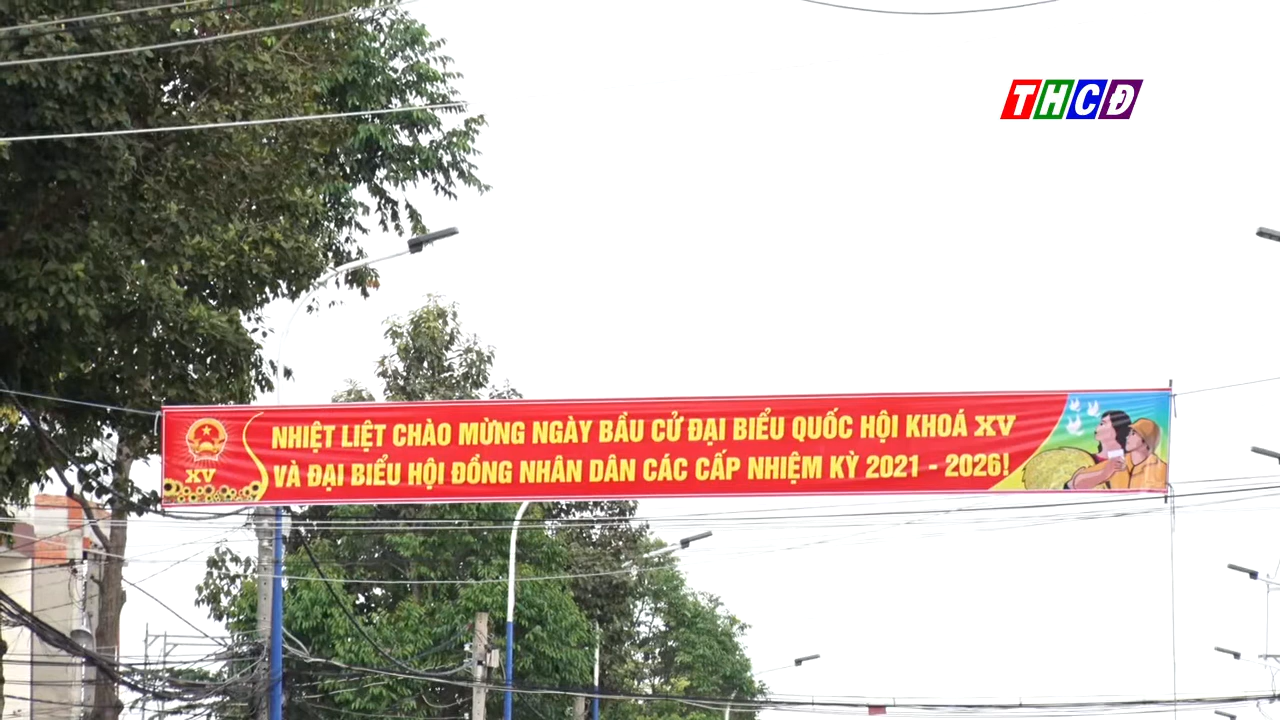 THCĐ
NHIỆT LIỆT CHÀO MỪNG NGÀY BẦU CỬ ĐẠI BIỂU QUỐC HỘI KHOÁ XV
XV
VÀ ĐẠI BIỂU HỘI ĐỒNG NHÂN DÂN CÁC CẤP NHIỆM KỲ 2021 - 2026!